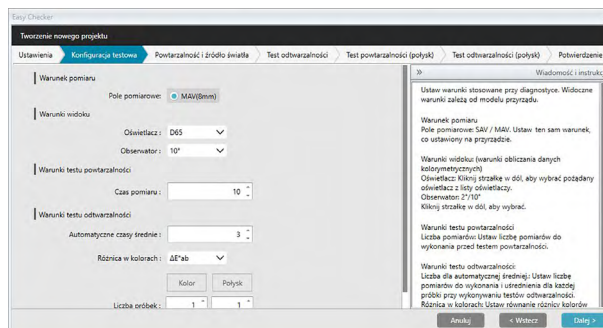 Easy Checker
Tworzenie nowego projektu
Ustawienia
Konfiguracja testowa
Powtarzalność i źródło światła
Test odtwarzalności
Test powtarzalności (połysk)
Test odtwarzalności (połysk)
Potwierdzenie
Warunek pomiaru
Pole pomiarowe: MAV(8mm)
Warunki widoku
Oświetlacz : D65
Obserwator : 10°
Warunki testu powtarzalności
Czas pomiaru : 10
Warunki testu odtwarzalności
Automatyczne czasy średnie : 3
Różnica w kolorach : ΔE*ab
Kolor Połysk
Liczba próbek : 1 1
» Wiadomość i instrukc
Ustaw warunki stosowane przy diagnostyce. Widoczne
warunki zależą od modelu przyrządu.
Warunek pomiaru
Pole pomiarowe: SAV / MAV. Ustaw ten sam warunek,
co ustawiony na przyrządzie.
Warunki widoku: (warunki obliczania danych
kolorymetrycznych)
Oświetlacz: Kliknij strzałkę w dół, aby wybrać pożądany
oświetlacz z listy oświetlaczy.
Obserwator: 2°/10°
Kliknij strzałkę w dół, aby wybrać.
Warunki testu powtarzalności
Liczba pomiarów: Ustaw liczbę pomiarów do
wykonania przed testem powtarzalności.
Warunki testu odtwarzalności:
Liczba dla automatycznej średniej.: Ustaw liczbę
pomiarów do wykonania i uśrednienia dla każdej
próbki przy wykonywaniu testów odtwarzalności.
Różnica w kolorach: Ustaw równanie różnicy kolorów
Anuluj
< Wstecz
Dalej >